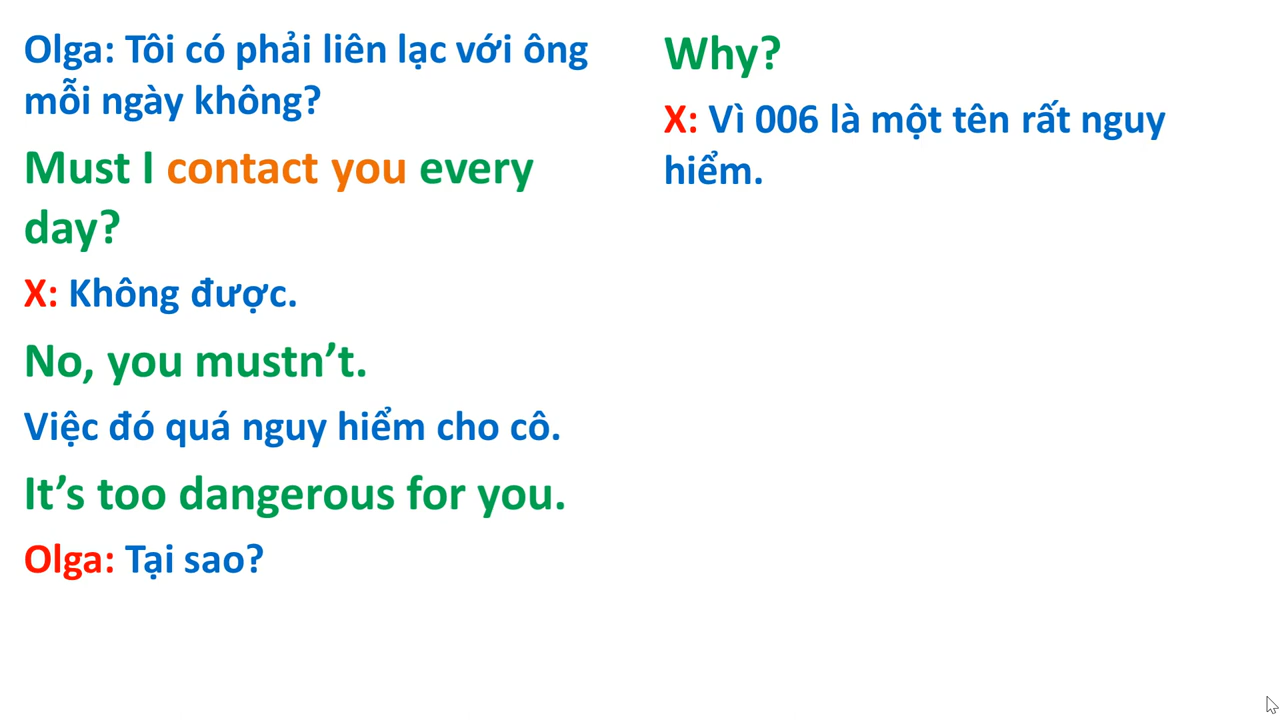 Olga: Tôi có phải liên lạc với ông
mỗi ngày không?
Must I contact you every
day?
X: Không được.
No, you mustn’t.
Việc đó quá nguy hiểm cho cô.
It’s too dangerous for you.
Olga: Tại sao?
Why?
X: Vì 006 là một tên rất nguy
hiểm.